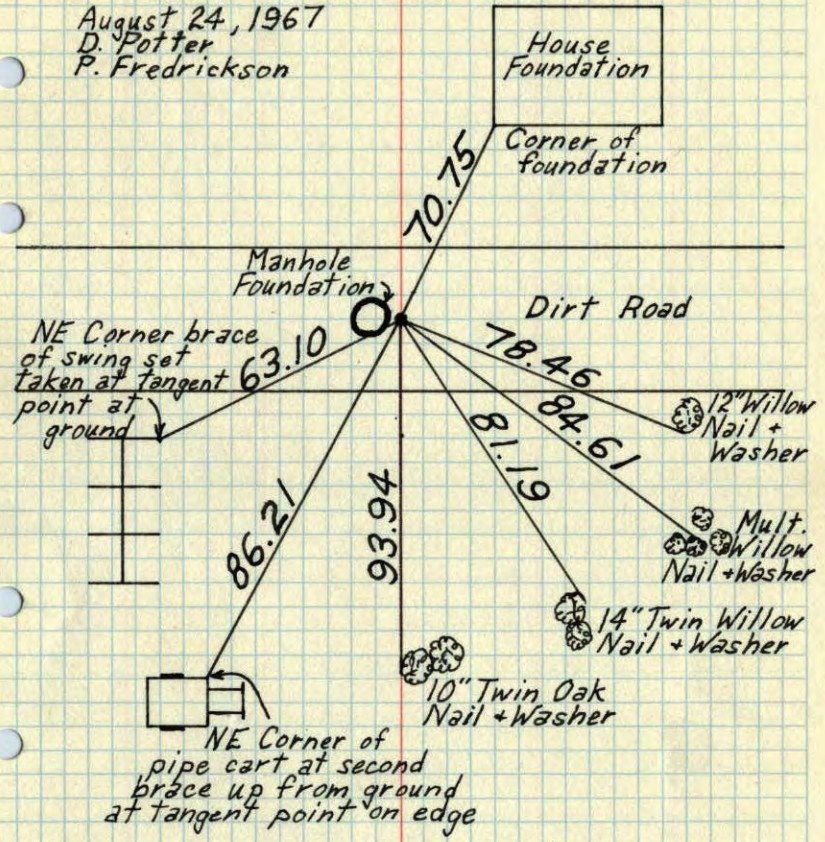 August 24, 1967
D. Potter
P. Fredrickson
House
Foundation
Corner of
foundation
70.75
Manhole
Foundation
Dirt Road
NE Corner brace
of swing set
taken at tangent
point at
ground
63.10
78.46
84.61
81.19
93.94
86.21
12" Willow
Nail +
Washer
Mult.
Willow
Nail + Washer
14" Twin Willow
Nail + Washer
10" Twin Oak
Nail + Washer
NE Corner of
pipe cart at second
brace up from ground
at tangent point on edge